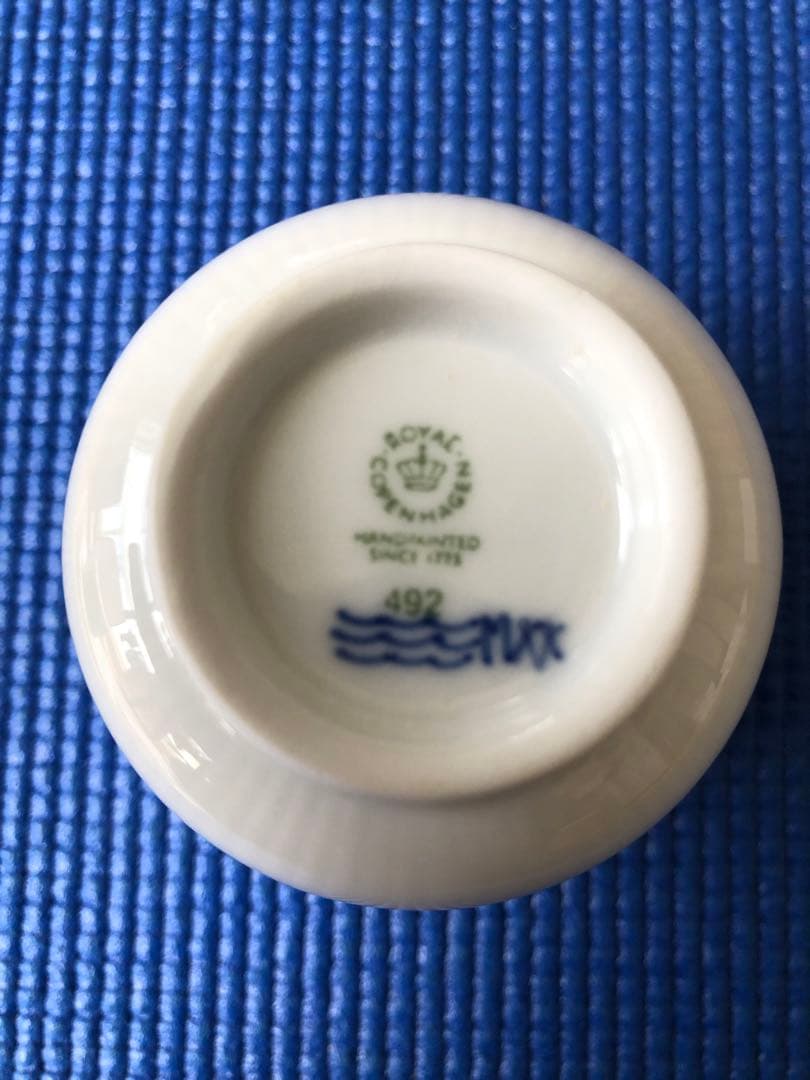 ROYAL
COPENHAGEN
HANDPAINTED
SINCE 1775
492